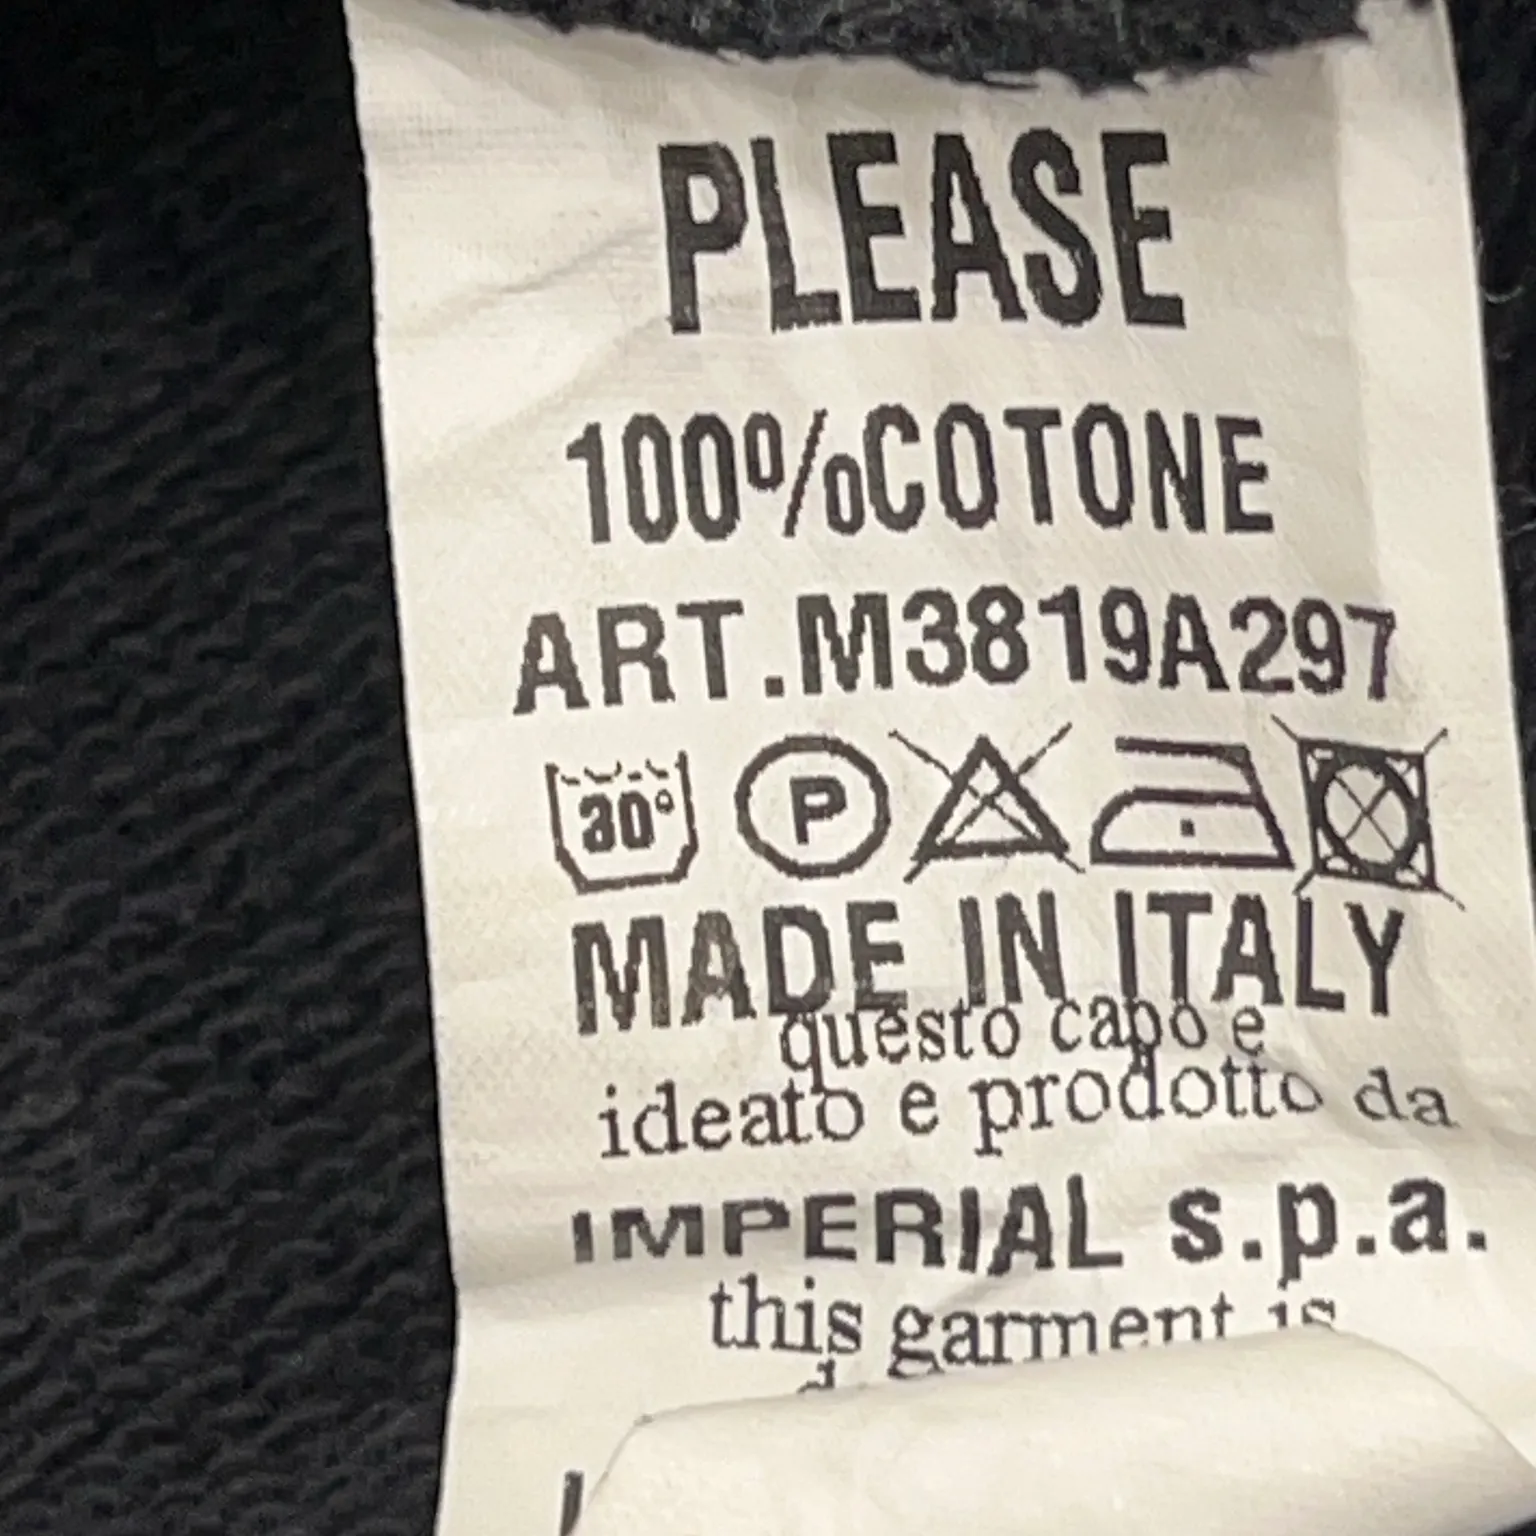 PLEASE
100%COTONE
ART.M3819A297
30° P
MADE IN ITALY
questo capo e
ideato e prodotto da
IMPERIAL s.p.a.
this garment is